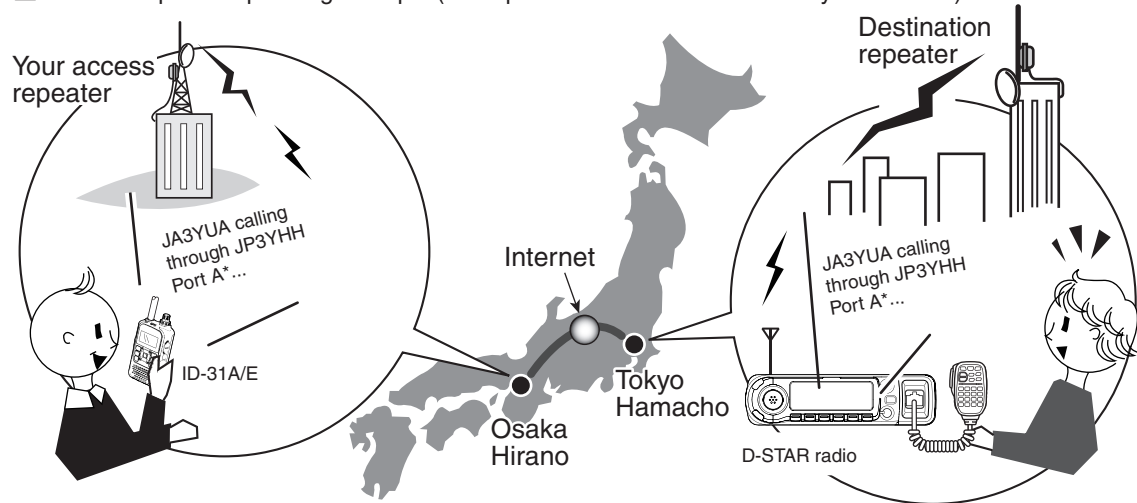 Your access
repeater
JA3YUA calling
through JP3YHH
Port A*...
ID-31A/E
Internet
Osaka
Hirano
Tokyo
Hamacho
Destination
repeater
JA3YUA calling
through JP3YHH
Port A*...
D-STAR radio